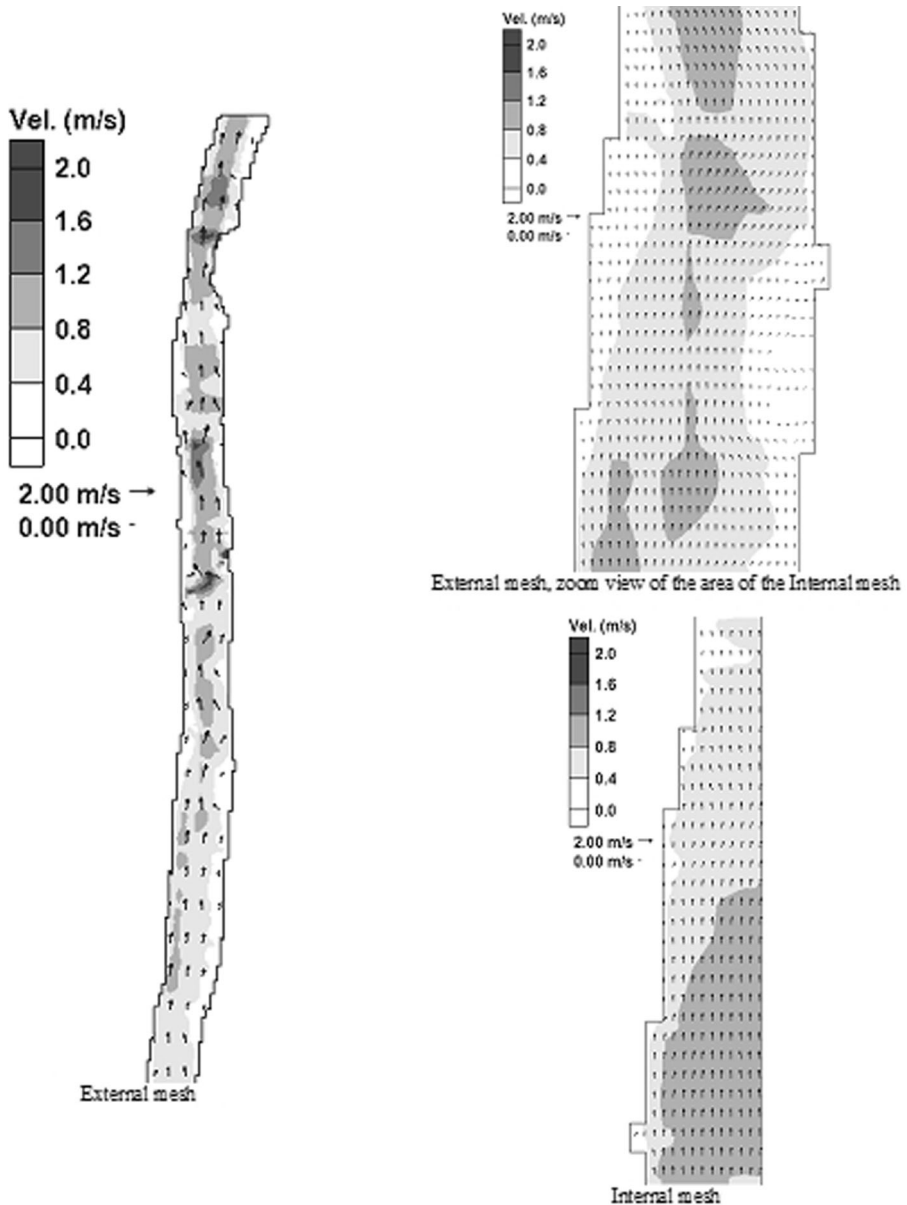 Vel. (m/s)
2.0
1.6
1.2
0.8
0.4
0.0
2.00 m/s
0.00 m/s
External mesh
Vel. (m/s)
2.0
1.6
1.2
0.8
0.4
0.0
2.00 m/s
0.00 m/s
External mesh, zoom view of the area of the Internal mesh
Vel. (m/s)
2.0
1.6
1.2
0.8
0.4
0.0
2.00 m/s
0.00 m/s
Internal mesh